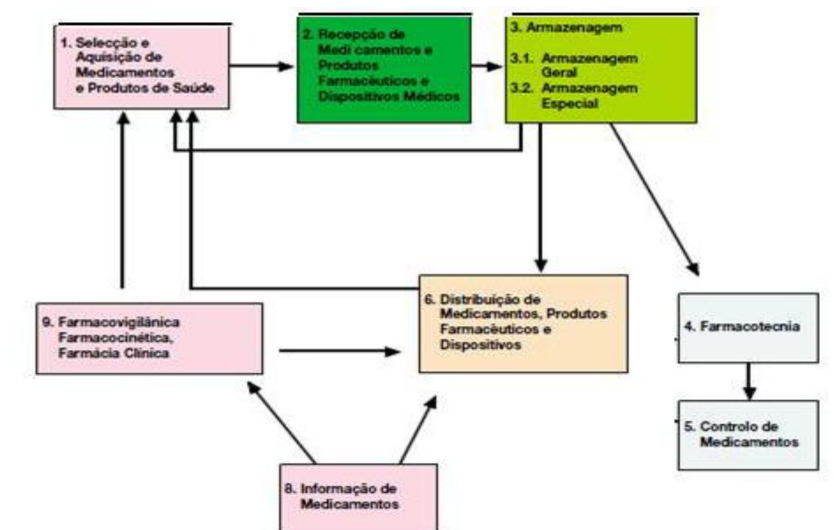 1. Selecção e
Aquisição de
Medicamentos
e Produtos de Saúde
2. Recepção de
Medi camentos e
Produtos
Farmacêuticos e
Dispositivos Médicos
3. Armazenagem
3.1. Armazenagem
Geral
3.2. Armazenagem
Especial
9. Farmacovigilânica
Farmacocinética,
Farmácia Clínica
6. Distribuição de
Medicamentos, Produtos
Farmacêuticos e
Dispositivos
4. Farmacotecnia
5. Controlo de
Medicamentos
8. Informação de
Medicamentos